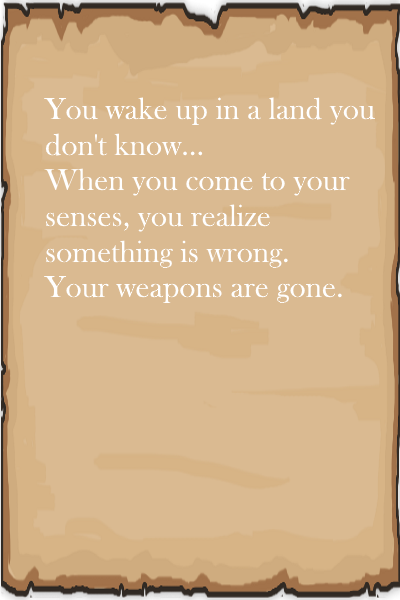 You wake up in a land you
don't know...
When you come to your
senses, you realize
something is wrong.
Your weapons are gone.